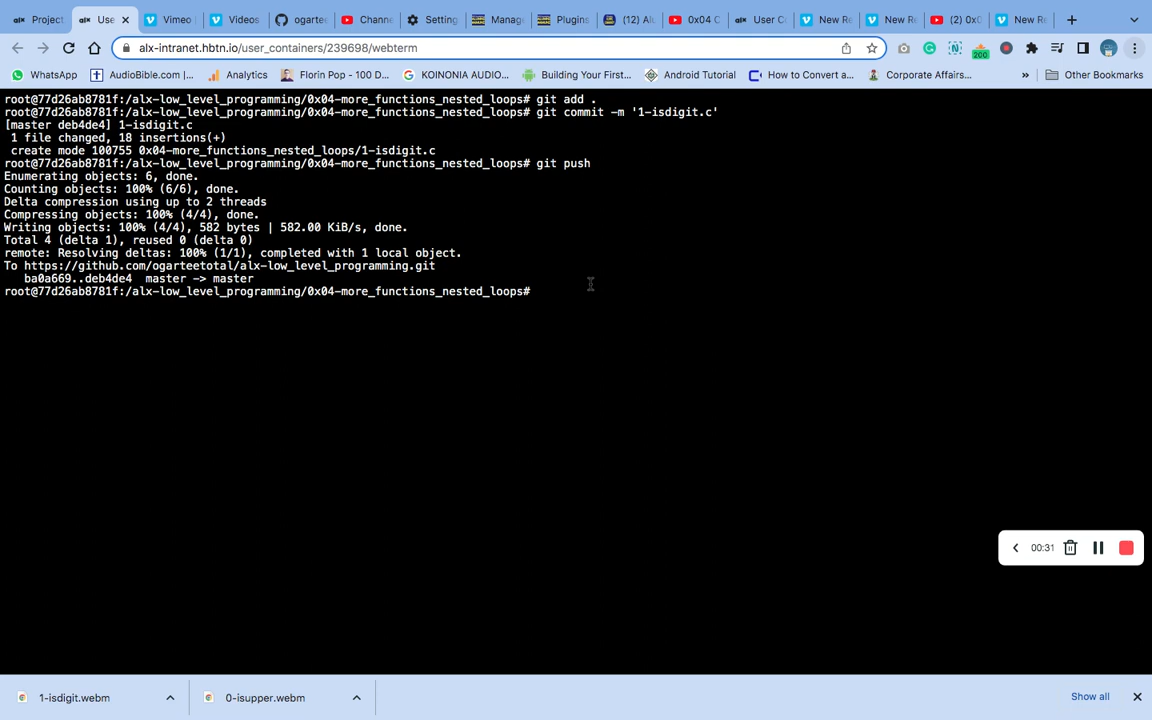 Project
Use
Vimeo
Videos
ogarte
Chann
Setting
Manag
Plugins
(12) Al
0x04 C
User C
New Re
New Re
(2) 0x0
New Re
alx-intranet.hbtn.io/user_containers/239698/webterm
200
WhatsApp
AudioBible.com |...
Analytics
Florin Pop - 100 D...
KOINONIA AUDIO...
Building Your First...
Android Tutorial
How to Convert a...
Corporate Affairs...
»
Other Bookmarks
root@77d26ab8781f:/alx-low_level_programming/0x04-more_functions_nested_loops# git add .
root@77d26ab8781f:/alx-low_level_programming/0x04-more_functions_nested_loops# git commit -m '1-isdigit.c'
[master deb4de4] 1-isdigit.c
1 file changed, 18 insertions(+)
create mode 100755 0x04-more_functions_nested_loops/1-isdigit.c
root@77d26ab8781f:/alx-low_level_programming/0x04-more_functions_nested_loops# git push
Enumerating objects: 6, done.
Counting objects: 100% (6/6), done.
Delta compression using up to 2 threads
Compressing objects: 100% (4/4), done.
Writing objects: 100% (4/4), 582 bytes | 582.00 KiB/s, done.
Total 4 (delta 1), reused 0 (delta 0)
remote: Resolving deltas: 100% (1/1), completed with 1 local object.
To https://github.com/ogarteetotal/alx-low_level_programming.git
ba0a669..deb4de4  master -> master
root@77d26ab8781f:/alx-low_level_programming/0x04-more_functions_nested_loops#
00:31
1-isdigit.webm
0-isupper.webm
Show all